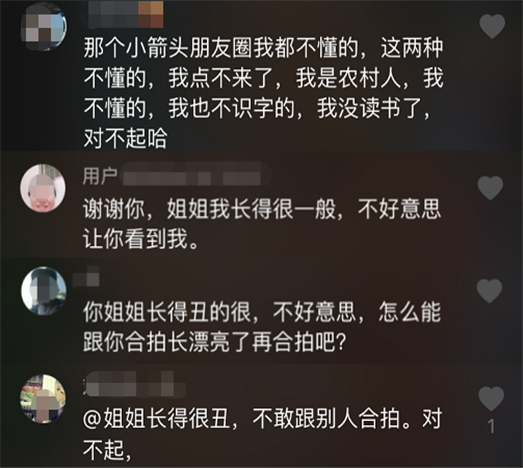 那个小箭头朋友圈我都不懂的，这两种
不懂的，我点不来了，我是农村人，我
不懂的，我也不识字的，我没读书了，
对不起哈
用户
谢谢你，姐姐我长得很一般，不好意思
让你看到我。
你姐姐长得丑的很，不好意思，怎么能
跟你合拍长漂亮了再合拍吧？
@姐姐长得很丑，不敢跟别人合拍。对
不起，
1